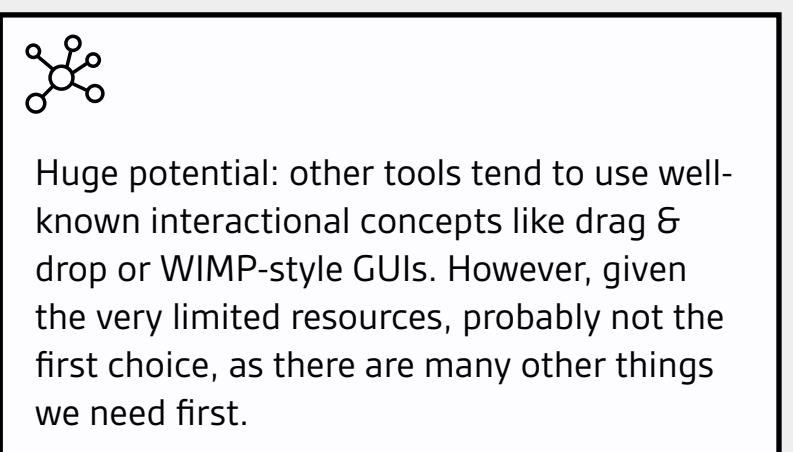 Huge potential: other tools tend to use well-
known interactional concepts like drag &
drop or WIMP-style GUIs. However, given
the very limited resources, probably not the
first choice, as there are many other things
we need first.